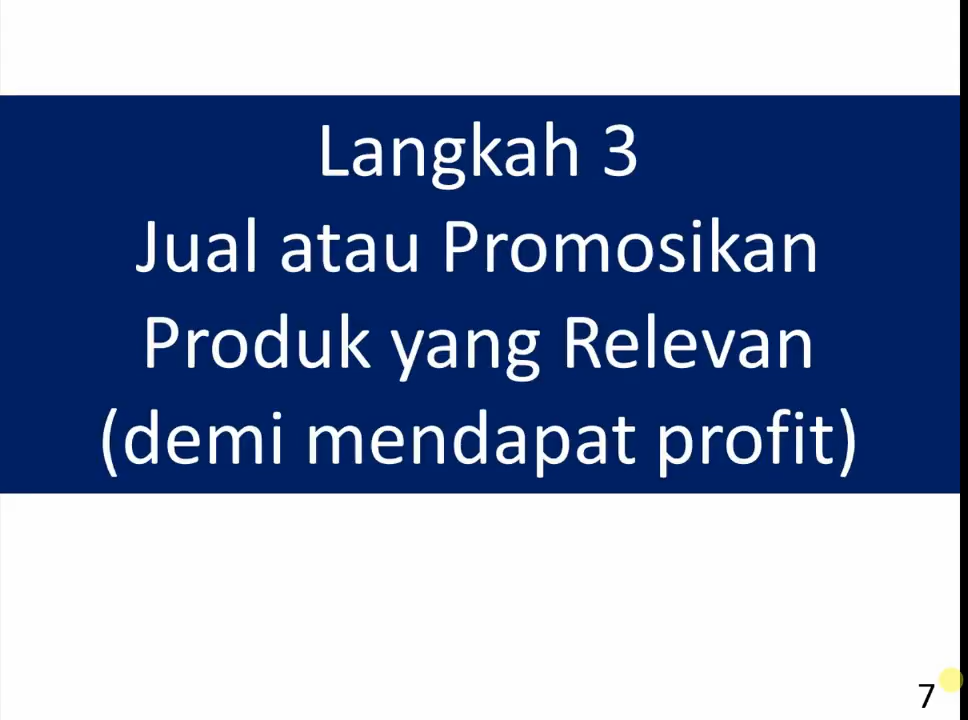 Langkah 3
Jual atau Promosikan
Produk yang Relevan
(demi mendapat profit)
7